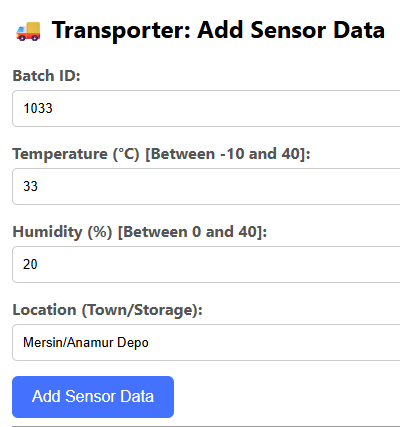 Transporter: Add Sensor Data
Batch ID:
1033
Temperature (°C) [Between -10 and 40]:
33
Humidity (%) [Between 0 and 40]:
20
Location (Town/Storage):
Mersin/Anamur Depo
Add Sensor Data